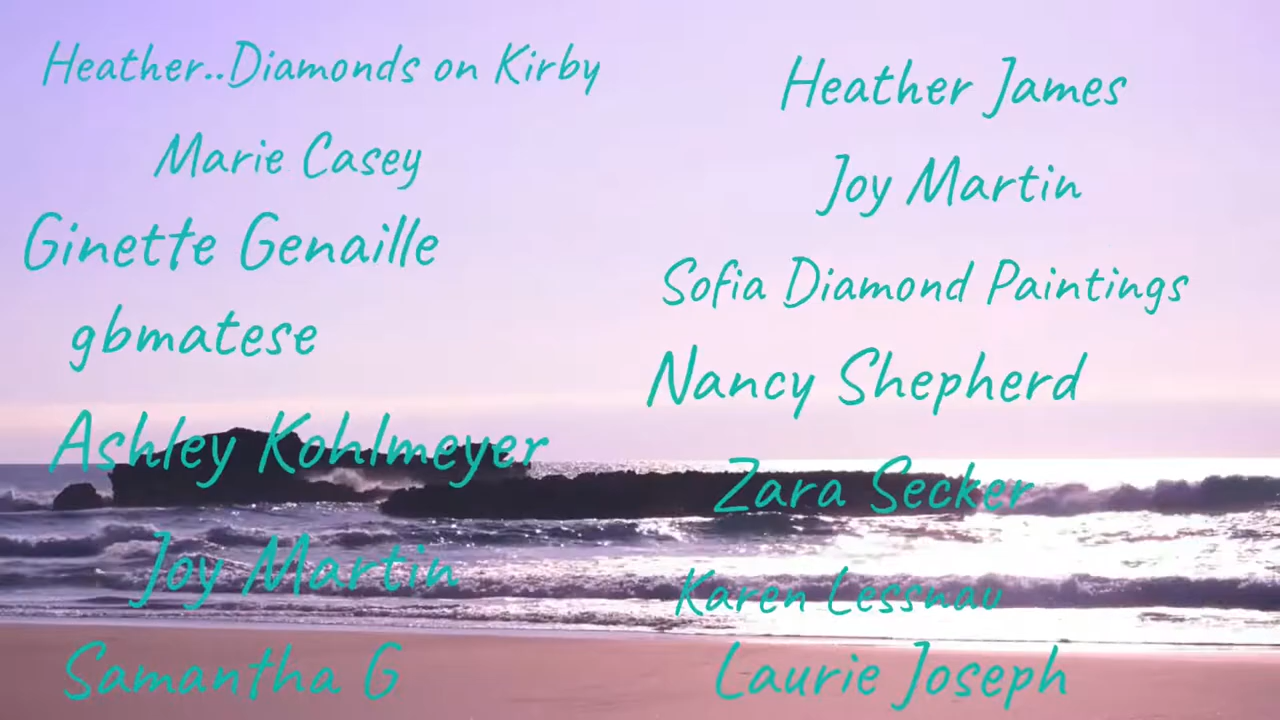 Heather..Diamonds on Kirby
Marie Casey
Ginette Genaille
gbmatese
Ashley Kohlmeyer
Joy Martin
Samantha G
Heather James
Joy Martin
Sofia Diamond Paintings
Nancy Shepherd
Zara Secker
Karen Lessnau
Laurie Joseph